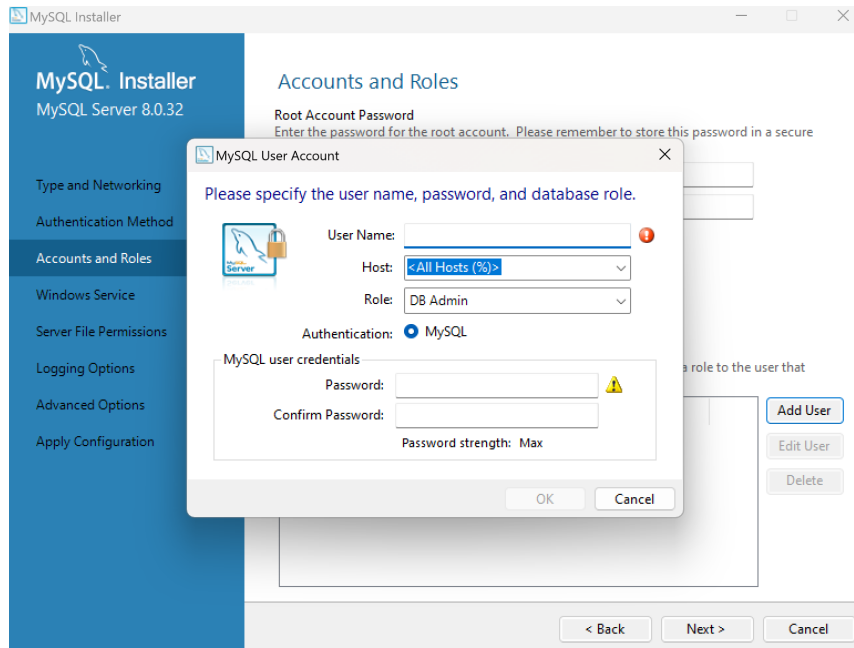 MySQL Installer
MySQL. Installer
MySQL Server 8.0.32
Type and Networking
Authentication Method
Accounts and Roles
Windows Service
Server File Permissions
Logging Options
Advanced Options
Apply Configuration
Accounts and Roles
Root Account Password
Enter the password for the root account. Please remember to store this password in a secure
MySQL User Account
Please specify the user name, password, and database role.
MySQL
Server
User Name:
Host: <All Hosts (%)>
Role: DB Admin
Authentication: MySQL
MySQL user credentials
Password:
Confirm Password:
Password strength: Max
OK Cancel
a role to the user that
Add User
Edit User
Delete
< Back Next > Cancel